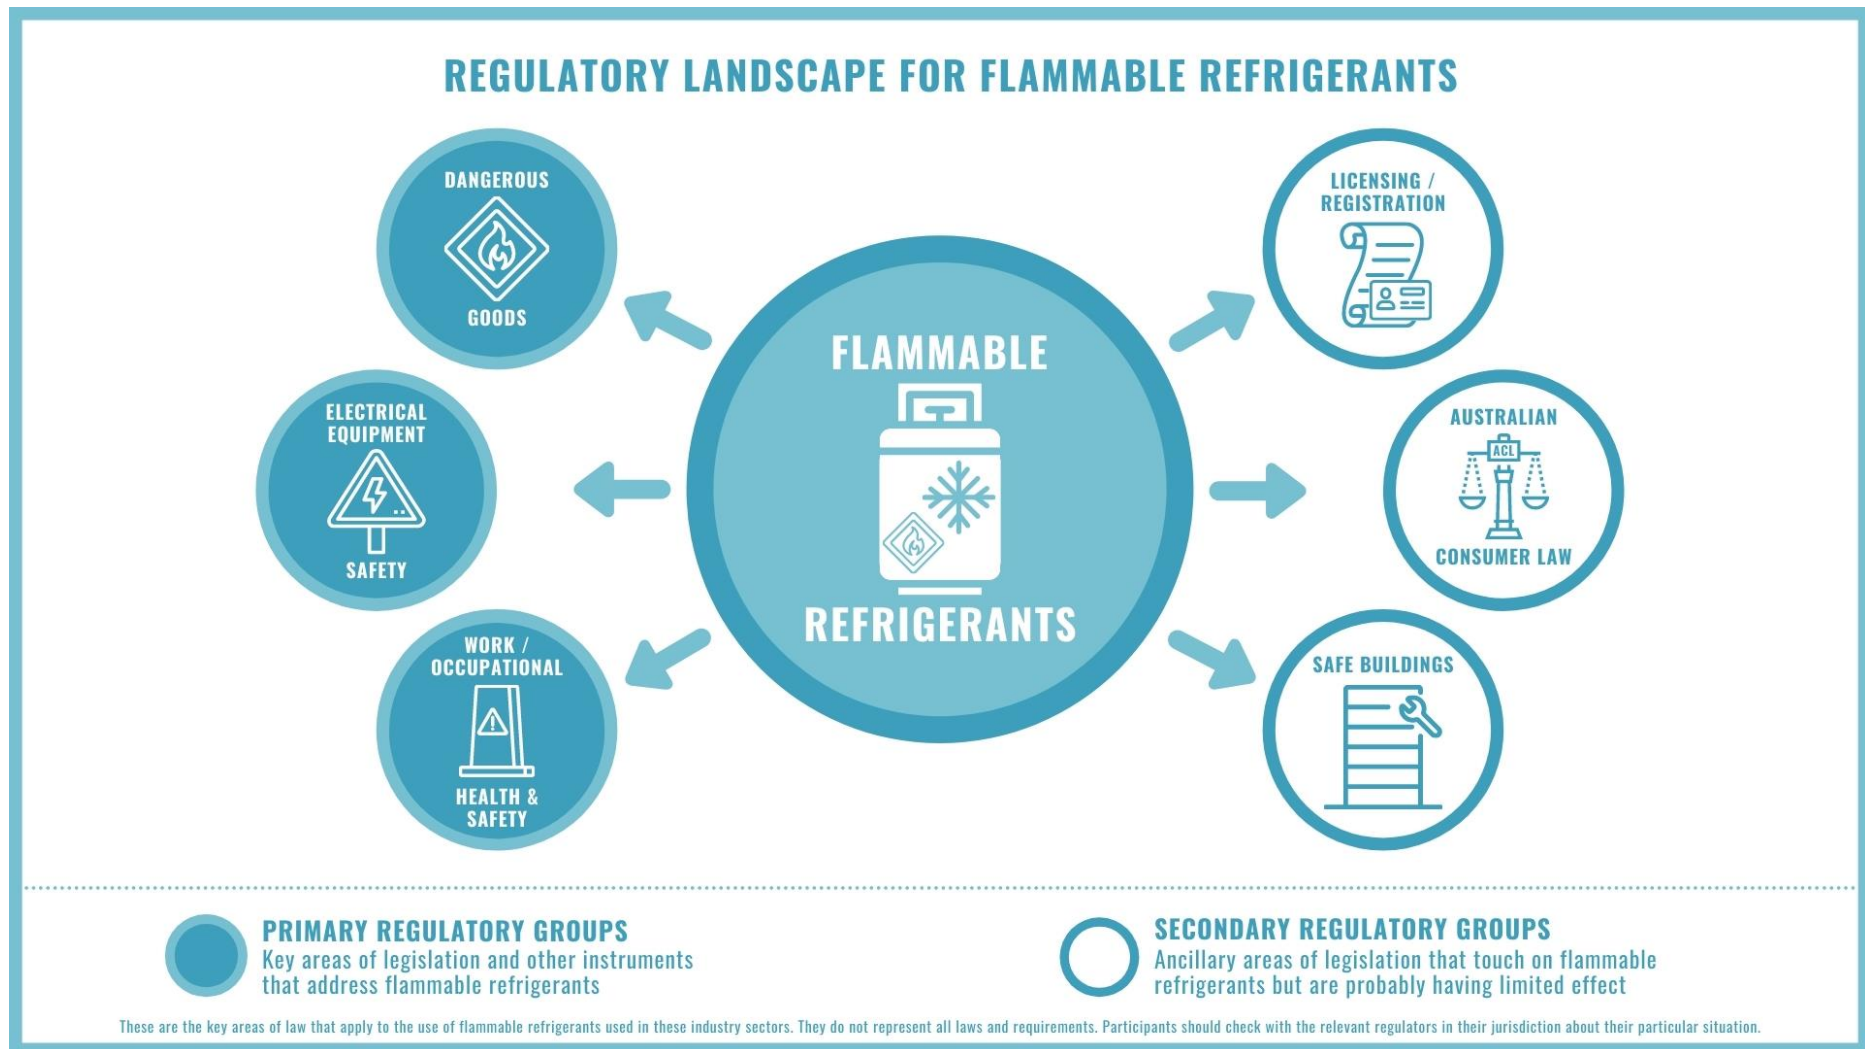 REGULATORY LANDSCAPE FOR FLAMMABLE REFRIGERANTS
DANGEROUS
GOODS
ELECTRICAL
EQUIPMENT
SAFETY
WORK /
OCCUPATIONAL
HEALTH &
SAFETY
FLAMMABLE
REFRIGERANTS
LICENSING /
REGISTRATION
AUSTRALIAN
ACL
CONSUMER LAW
SAFE BUILDINGS
PRIMARY REGULATORY GROUPS
Key areas of legislation and other instruments
that address flammable refrigerants
SECONDARY REGULATORY GROUPS
Ancillary areas of legislation that touch on flammable
refrigerants but are probably having limited effect
These are the key areas of law that apply to the use of flammable refrigerants used in these industry sectors. They do not represent all laws and requirements. Participants should check with the relevant regulators in their jurisdiction about their particular situation.